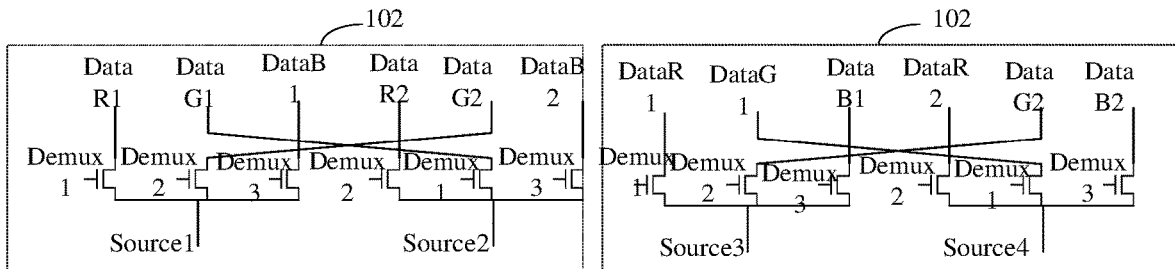 102
102
Data R1
Data G1
DataB 1
Data R2
Data G2
DataB 2
DataR 1
DataG 1
Data B1
DataR 2
Data G2
Data B2
Demux 1
Demux 2
Demux 3
Demux 2
Demux 1
Demux 3
Demux 1
Demux 2
Demux 3
Demux 2
Demux 1
Demux 3
Source1
Source2
Source3
Source4